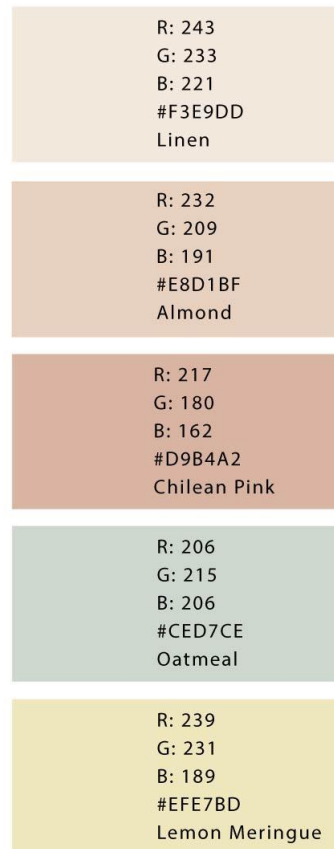 R: 243
G: 233
B: 221
#F3E9DD
Linen
R: 232
G: 209
B: 191
#E8D1BF
Almond
R: 217
G: 180
B: 162
#D9B4A2
Chilean Pink
R: 206
G: 215
B: 206
#CED7CE
Oatmeal
R: 239
G: 231
B: 189
#EFE7BD
Lemon Meringue